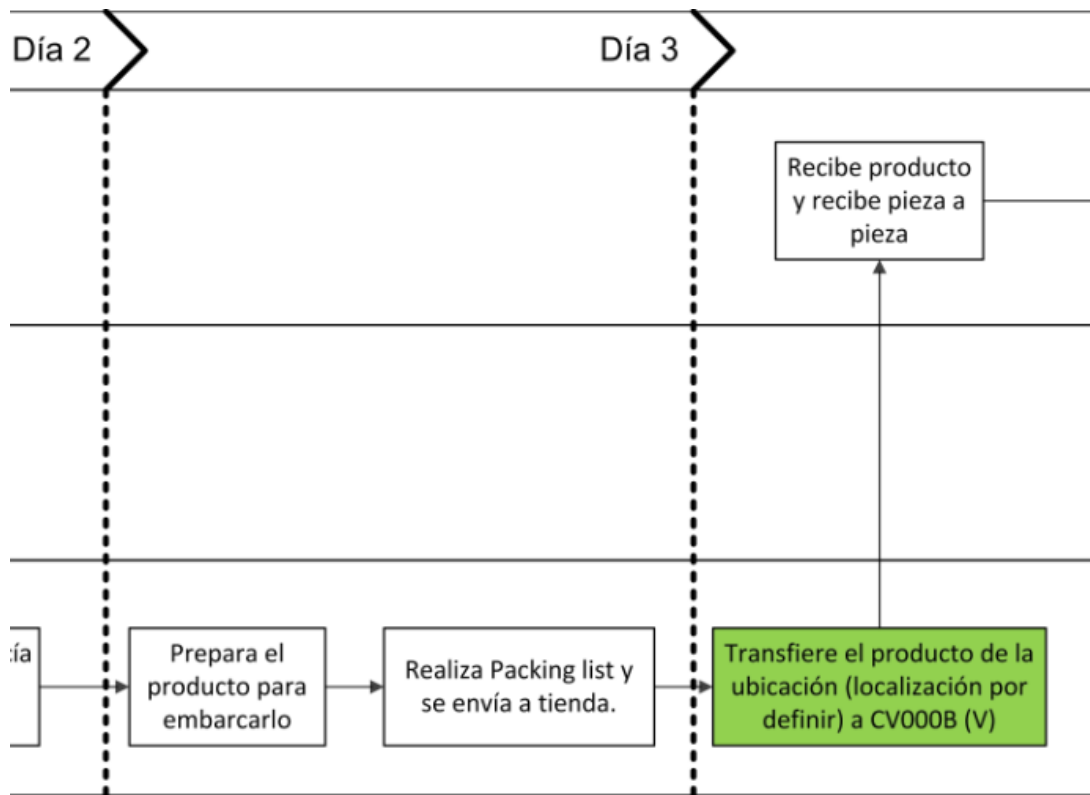 Día 2
Día 3
Recibe producto
y recibe pieza a
pieza
Prepara el
producto para
embarcarlo
Realiza Packing list y
se envía a tienda.
Transfiere el producto de la
ubicación (localización por
definir) a CV000B (V)